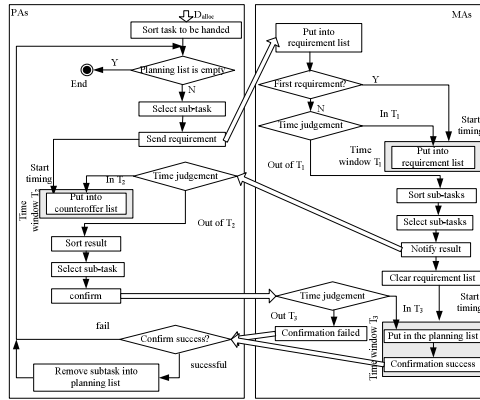 PAs
D_alloc
MAs
Sort task to be handed
Put into
requirement list
Y
Planning list is empty
First requirement?
Y
End
N
Select sub-task
N
In T1
Start
timing
Time judgement
Send requirement
Time
window T1
Put into
requirement list
Start
timing
Out of T1
In T2
Time judgement
Sort sub-tasks
Time
window T2
Put into
counteroffer list
Out of T2
Select sub-tasks
Sort result
Notify result
Select sub-task
Clear requirement list
confirm
Time judgement
In T3
Start
timing
Out T3
fail
Confirmation failed
Time window T3
Put in the planning list
Confirm success?
Confirmation success
sucessful
Remove subtask into
planning list